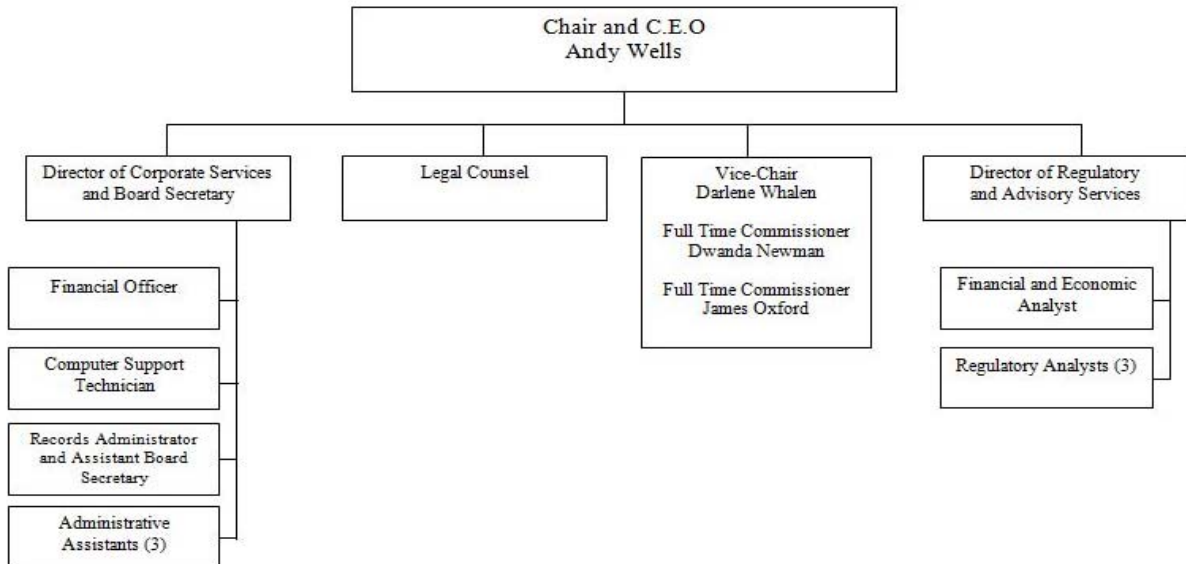 Chair and C.E.O
Andy Wells
Director of Corporate Services
and Board Secretary
Legal Counsel
Vice-Chair
Darlene Whalen
Full Time Commissioner
Dwanda Newman
Full Time Commissioner
James Oxford
Director of Regulatory
and Advisory Services
Financial Officer
Computer Support
Technician
Records Administrator
and Assistant Board
Secretary
Administrative
Assistants (3)
Financial and Economic
Analyst
Regulatory Analysts (3)